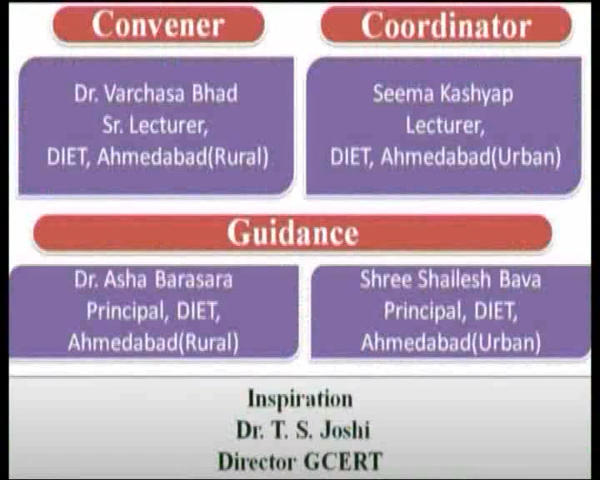 Convener
Dr. Varchasa Bhad
Sr. Lecturer,
DIET, Ahmedabad(Rural)
Coordinator
Seema Kashyap
Lecturer,
DIET, Ahmedabad(Urban)
Guidance
Dr. Asha Barasara
Principal, DIET,
Ahmedabad(Rural)
Shree Shailesh Bava
Principal, DIET,
Ahmedabad(Urban)
Inspiration
Dr. T. S. Joshi
Director GCERT